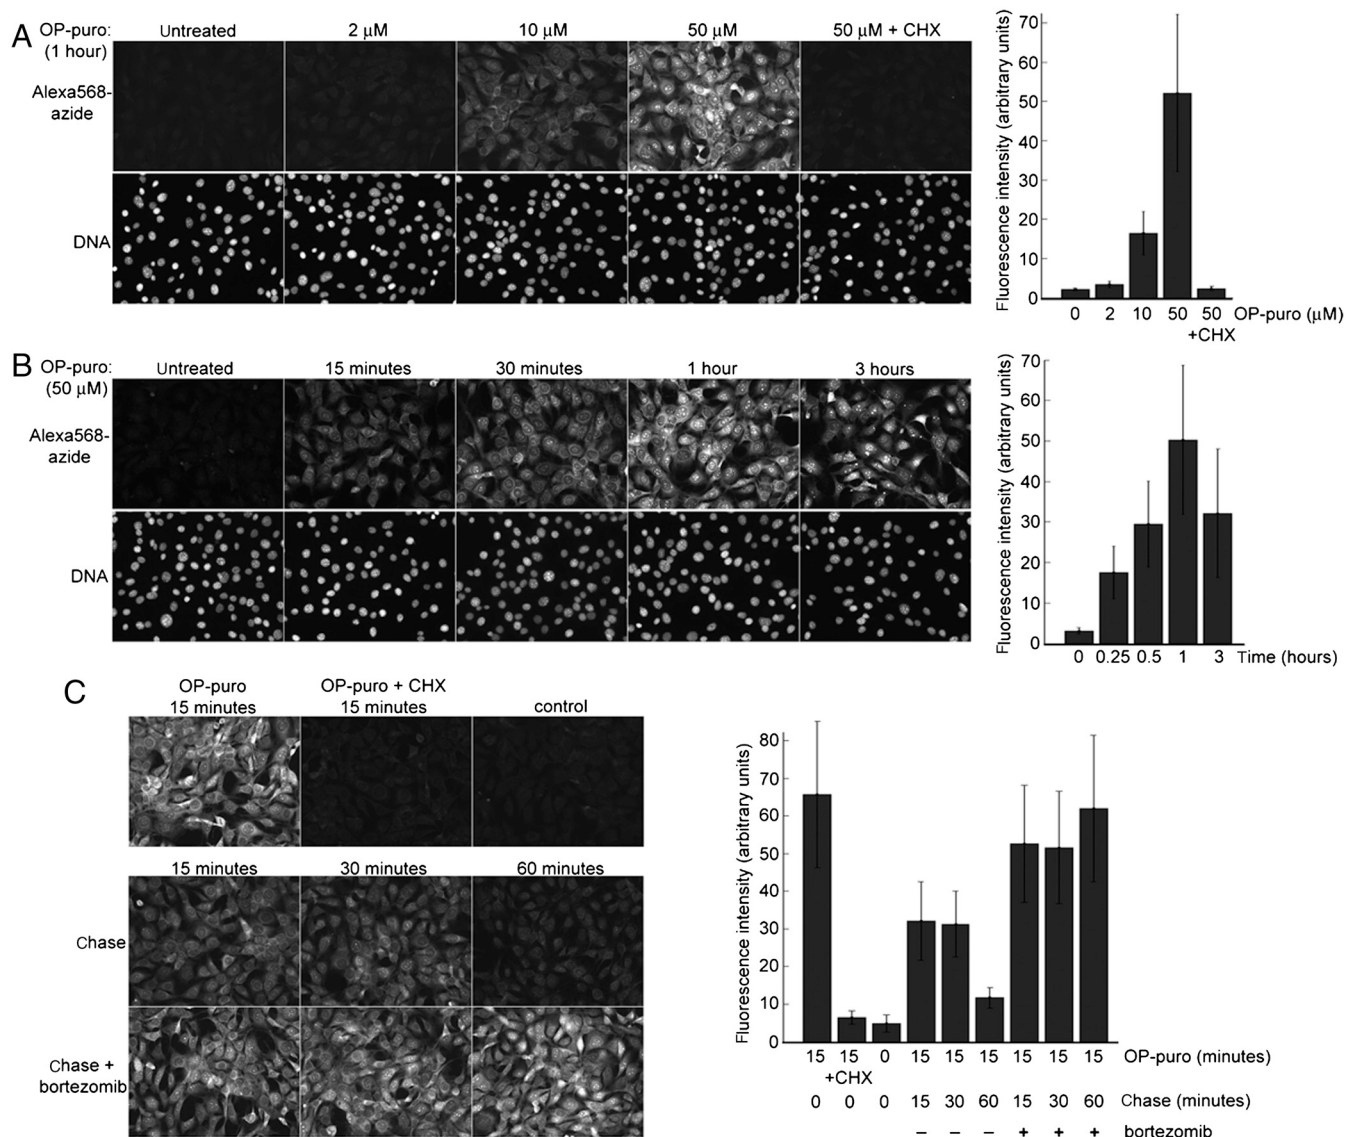 A
OP-puro: (1 hour)
Untreated
2 µM
10 µM
50 µM
50 µM + CHX
Alexa568-azide
DNA
Fluorescence intensity (arbitrary units)
70
60
50
40
30
20
10
0
0 2 10 50 50 OP-puro (µM)
+CHX
B
OP-puro: (50 µM)
Untreated
15 minutes
30 minutes
1 hour
3 hours
Alexa568-azide
DNA
Fluorescence intensity (arbitrary units)
70
60
50
40
30
20
10
0
0 0.25 0.5 1 3 Time (hours)
C
OP-puro 15 minutes
OP-puro + CHX 15 minutes
control
15 minutes
30 minutes
60 minutes
Chase
Chase + bortezomib
Fluorescence intensity (arbitrary units)
80
70
60
50
40
30
20
10
0
15 15 0 15 15 15 15 15 15 OP-puro (minutes)
+CHX
0 0 0 15 30 60 15 30 60 Chase (minutes)
– – – + + + bortezomib